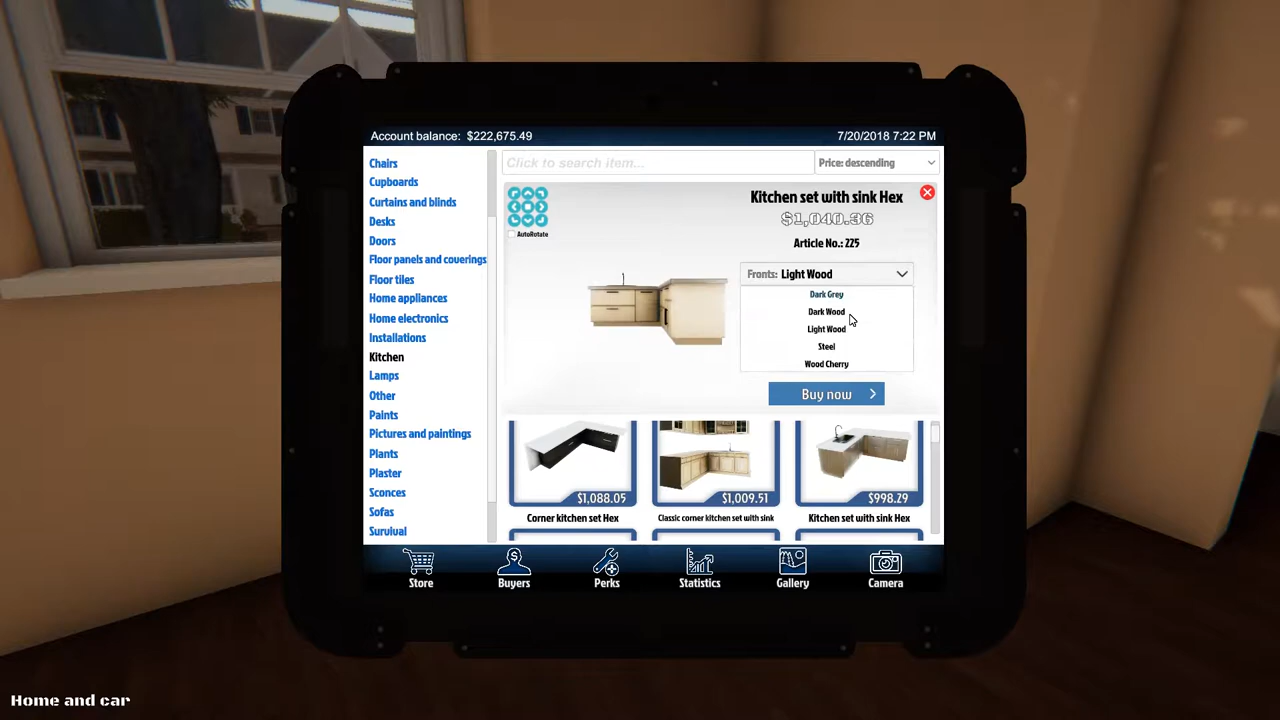 Account balance: $222,675.49
7/20/2018 7:22 PM
Chairs
Cupboards
Curtains and blinds
Desks
Doors
Floor panels and coverings
Floor tiles
Home appliances
Home electronics
Installations
Kitchen
Lamps
Other
Paints
Pictures and paintings
Plants
Plaster
Sconces
Sofas
Survival
Click to search item...
Price: descending
AutoRotate
Kitchen set with sink Hex
$1,040.36
Article No.: 225
Fronts: Light Wood
Dark Grey
Dark Wood
Light Wood
Steel
Wood Cherry
Buy now
$1,088.05
$1,009.51
$998.29
Corner kitchen set Hex
Classic corner kitchen set with sink
Kitchen set with sink Hex
Store
Buyers
Perks
Statistics
Gallery
Camera
Home and car